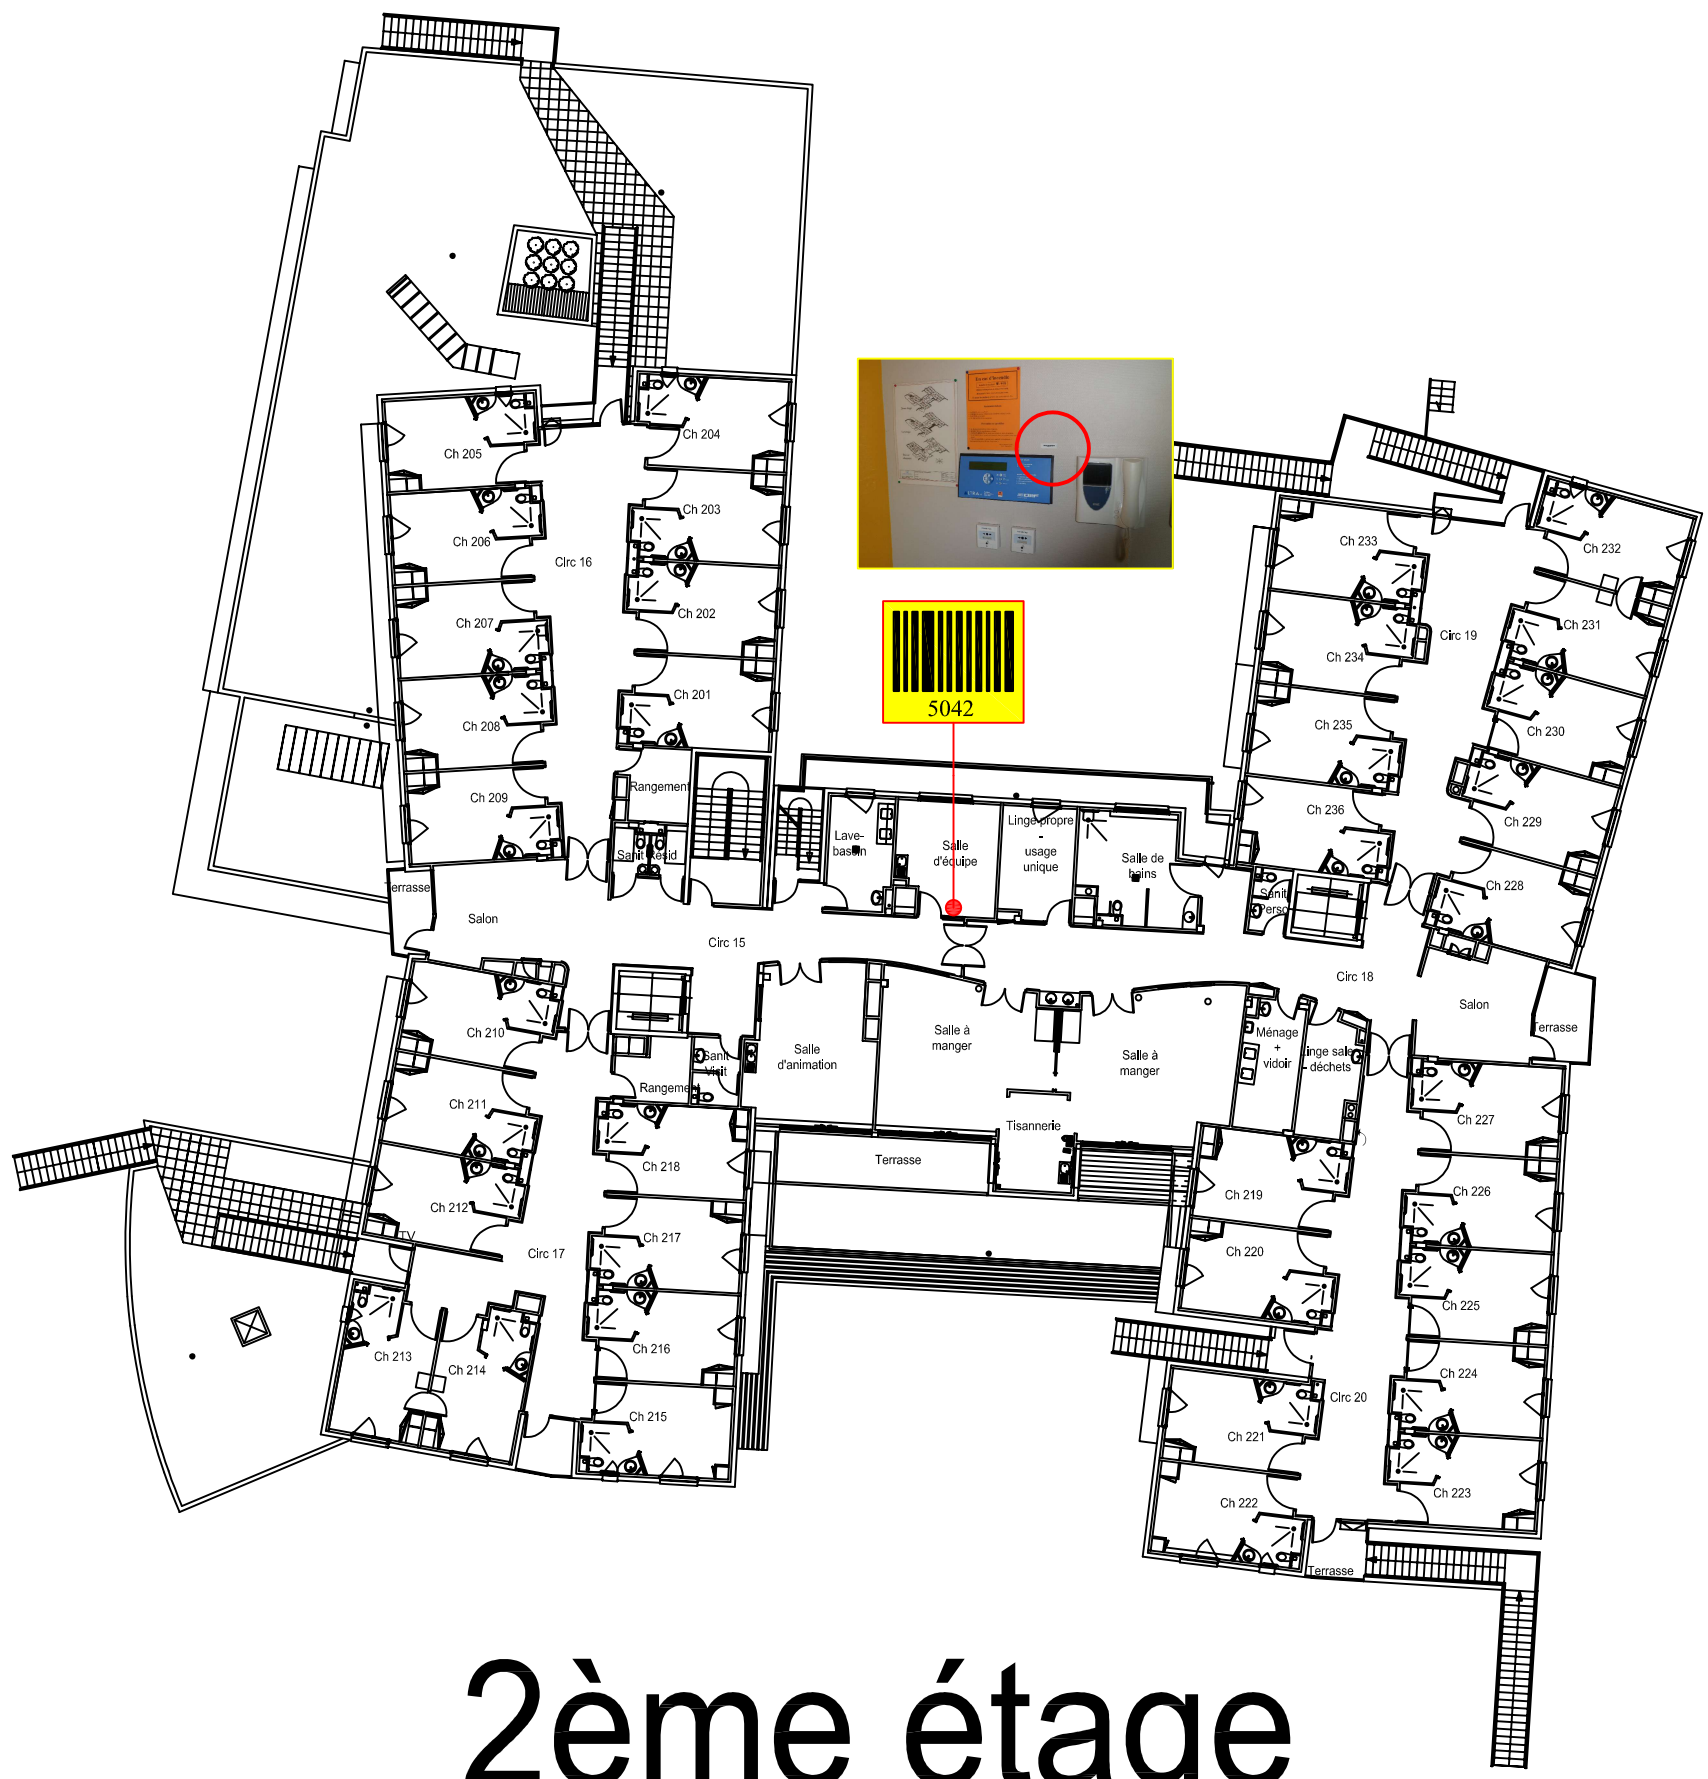 Ch 204
Ch 205
Ch 203
Ch 206
CIrc 16
Ch 202
Ch 207
Ch 201
Ch 208
Ch 209
Rangement
Sanit Résid
Terrasse
Salon
Circ 15
5042
Lave-
bassin
Salle
d'équipe
Linge propre
-
usage
unique
Salle de
bains
Sanit
Perso
Ch 232
Ch 233
Ch 231
Circ 19
Ch 234
Ch 235
Ch 230
Ch 236
Ch 229
Ch 228
Circ 18
Salon
Terrasse
Ch 210
Ch 211
Ch 212
TV
Rangement
Sanit
Visit
Salle
d'animation
Salle à
manger
Salle à
manger
Tisannerie
Terrasse
Ménage
+
vidoir
Linge sale
- déchets
Ch 218
Ch 217
Circ 17
Ch 216
Ch 213
Ch 214
Ch 215
Ch 227
Ch 219
Ch 226
Ch 220
Ch 225
Ch 224
CIrc 20
Ch 221
Ch 223
Ch 222
Terrasse
2ème étage